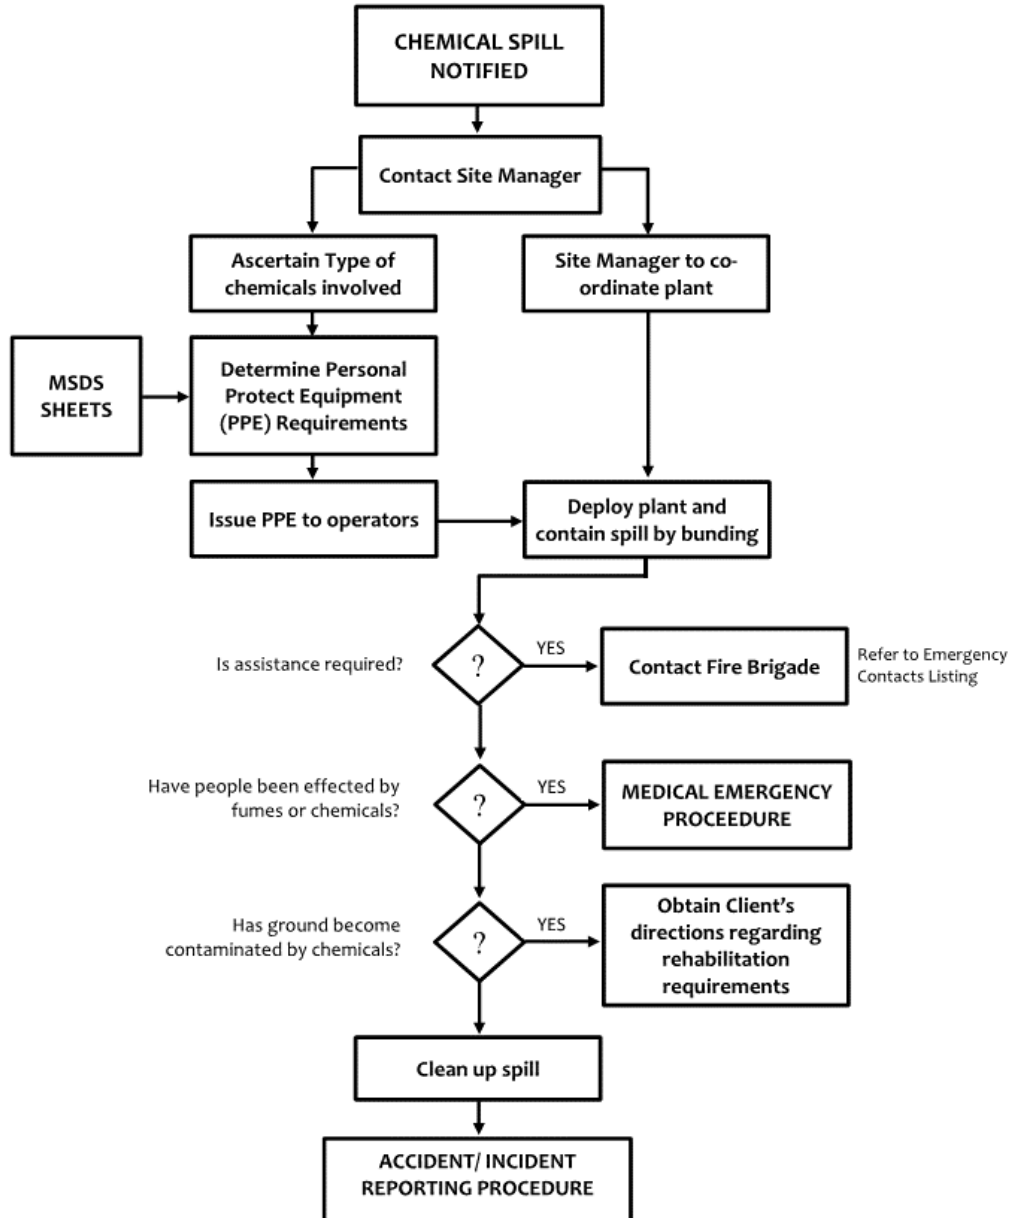 CHEMICAL SPILL
NOTIFIED
Contact Site Manager
Ascertain Type of
chemicals involved
Site Manager to co-
ordinate plant
MSDS
SHEETS
Determine Personal
Protect Equipment
(PPE) Requirements
Issue PPE to operators
Deploy plant and
contain spill by bunding
Is assistance required?
?
YES
Contact Fire Brigade
Refer to Emergency
Contacts Listing
Have people been effected by
fumes or chemicals?
?
YES
MEDICAL EMERGENCY
PROCEEDURE
Has ground become
contaminated by chemicals?
?
YES
Obtain Client’s
directions regarding
rehabilitation
requirements
Clean up spill
ACCIDENT/ INCIDENT
REPORTING PROCEDURE